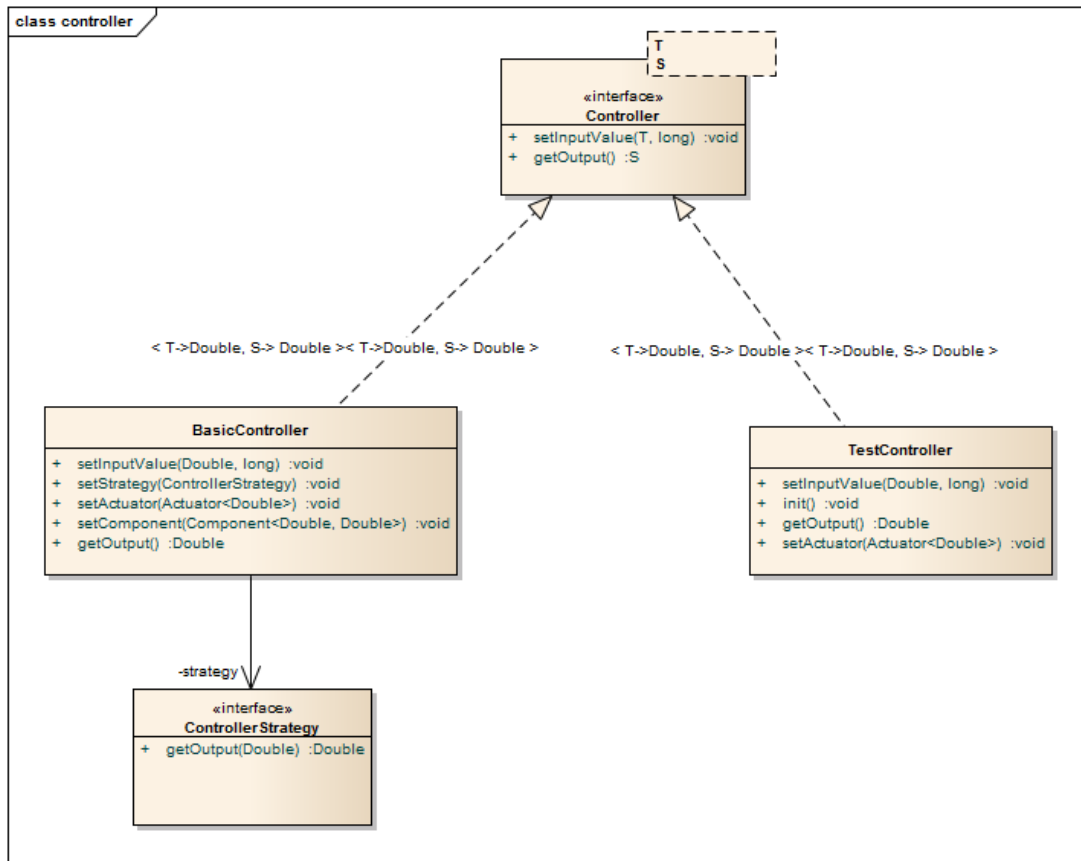 class controller
T
S
«interface»
Controller
+ setInputValue(T, long) :void
+ getOutput() :S
< T->Double, S-> Double >< T->Double, S-> Double >
< T->Double, S-> Double >< T->Double, S-> Double >
BasicController
+ setInputValue(Double, long) :void
+ setStrategy(ControllerStrategy) :void
+ setActuator(Actuator<Double>) :void
+ setComponent(Component<Double, Double>) :void
+ getOutput() :Double
TestController
+ setInputValue(Double, long) :void
+ init() :void
+ getOutput() :Double
+ setActuator(Actuator<Double>) :void
-strategy
«interface»
ControllerStrategy
+ getOutput(Double) :Double